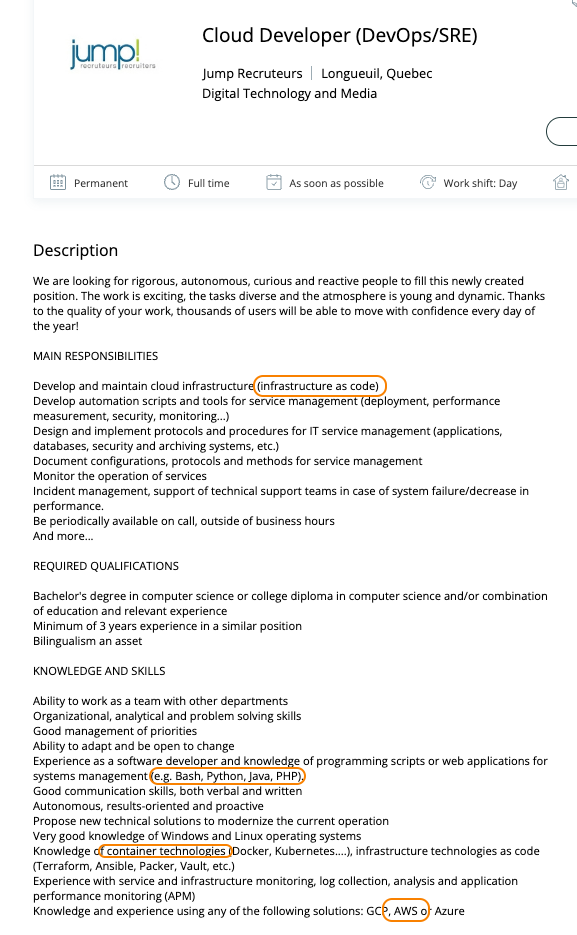 jump!
recruteurs recruiters
Cloud Developer (DevOps/SRE)
Jump Recruteurs | Longueuil, Quebec
Digital Technology and Media
Permanent
Full time
As soon as possible
Work shift: Day
Description
We are looking for rigorous, autonomous, curious and reactive people to fill this newly created
position. The work is exciting, the tasks diverse and the atmosphere is young and dynamic. Thanks
to the quality of your work, thousands of users will be able to move with confidence every day of
the year!
MAIN RESPONSIBILITIES
Develop and maintain cloud infrastructure (infrastructure as code)
Develop automation scripts and tools for service management (deployment, performance
measurement, security, monitoring...)
Design and implement protocols and procedures for IT service management (applications,
databases, security and archiving systems, etc.)
Document configurations, protocols and methods for service management
Monitor the operation of services
Incident management, support of technical support teams in case of system failure/decrease in
performance.
Be periodically available on call, outside of business hours
And more...
REQUIRED QUALIFICATIONS
Bachelor's degree in computer science or college diploma in computer science and/or combination
of education and relevant experience
Minimum of 3 years experience in a similar position
Bilingualism an asset
KNOWLEDGE AND SKILLS
Ability to work as a team with other departments
Organizational, analytical and problem solving skills
Good management of priorities
Ability to adapt and be open to change
Experience as a software developer and knowledge of programming scripts or web applications for
systems management (e.g. Bash, Python, Java, PHP).
Good communication skills, both verbal and written
Autonomous, results-oriented and proactive
Propose new technical solutions to modernize the current operation
Very good knowledge of Windows and Linux operating systems
Knowledge of container technologies (Docker, Kubernetes....), infrastructure technologies as code
(Terraform, Ansible, Packer, Vault, etc.)
Experience with service and infrastructure monitoring, log collection, analysis and application
performance monitoring (APM)
Knowledge and experience using any of the following solutions: GCP, AWS or Azure